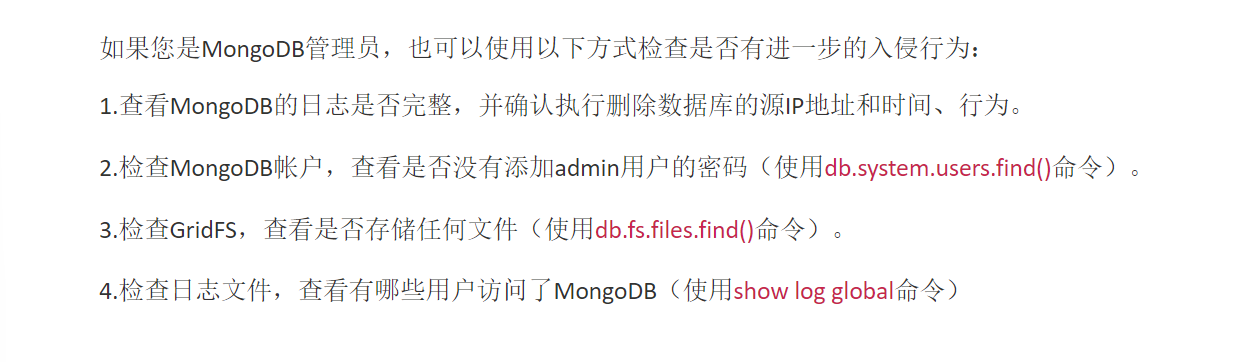 如果您是MongoDB管理员，也可以使用以下方式检查是否有进一步的入侵行为：
1.查看MongoDB的日志是否完整，并确认执行删除数据库的源IP地址和时间、行为。
2.检查MongoDB帐户，查看是否没有添加admin用户的密码（使用db.system.users.find()命令）。
3.检查GridFS，查看是否存储任何文件（使用db.fs.files.find()命令）。
4.检查日志文件，查看有哪些用户访问了MongoDB（使用show log global命令）